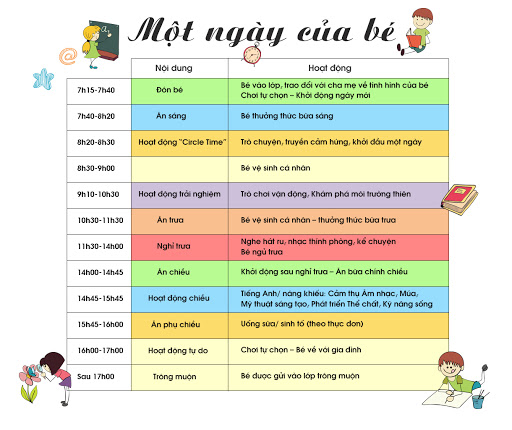 Một ngày của bé
Nội dung
Hoạt động
7h15-7h40
Đón bé
Bé vào lớp, trao đổi với cha mẹ về tình hình của bé
Chơi tự chọn – Khởi động ngày mới
7h40-8h20
Ăn sáng
Bé thưởng thức bữa sáng
8h20-8h30
Hoạt động "Circle Time"
Trò chuyện, truyền cảm hứng, khởi đầu một ngày
8h30-9h00
Bé vệ sinh cá nhân
9h10-10h30
Hoạt động trải nghiệm
Trò chơi vận động, Khám phá môi trường thiên
10h30-11h30
Ăn trưa
Bé vệ sinh cá nhân – thưởng thức bữa trưa
11h30-14h00
Nghỉ trưa
Nghe hát ru, nhạc thính phòng, kể chuyện
Bé ngủ trưa
14h00-14h45
Ăn chiều
Khởi động sau nghỉ trưa – Ăn bữa chính chiều
14h45-15h45
Hoạt động chiều
Tiếng Anh/ năng khiếu: Cảm thụ Âm nhạc, Múa,
Mỹ thuật sáng tạo, Phát triển Thể chất, Kỹ năng sống
15h45-16h00
Ăn phụ chiều
Uống sữa/ sinh tố (theo thực đơn)
16h00-17h00
Hoạt động tự do
Chơi tự chọn – Bé về với gia đình
Sau 17h00
Trông muộn
Bé được gửi vào lớp trông muộn